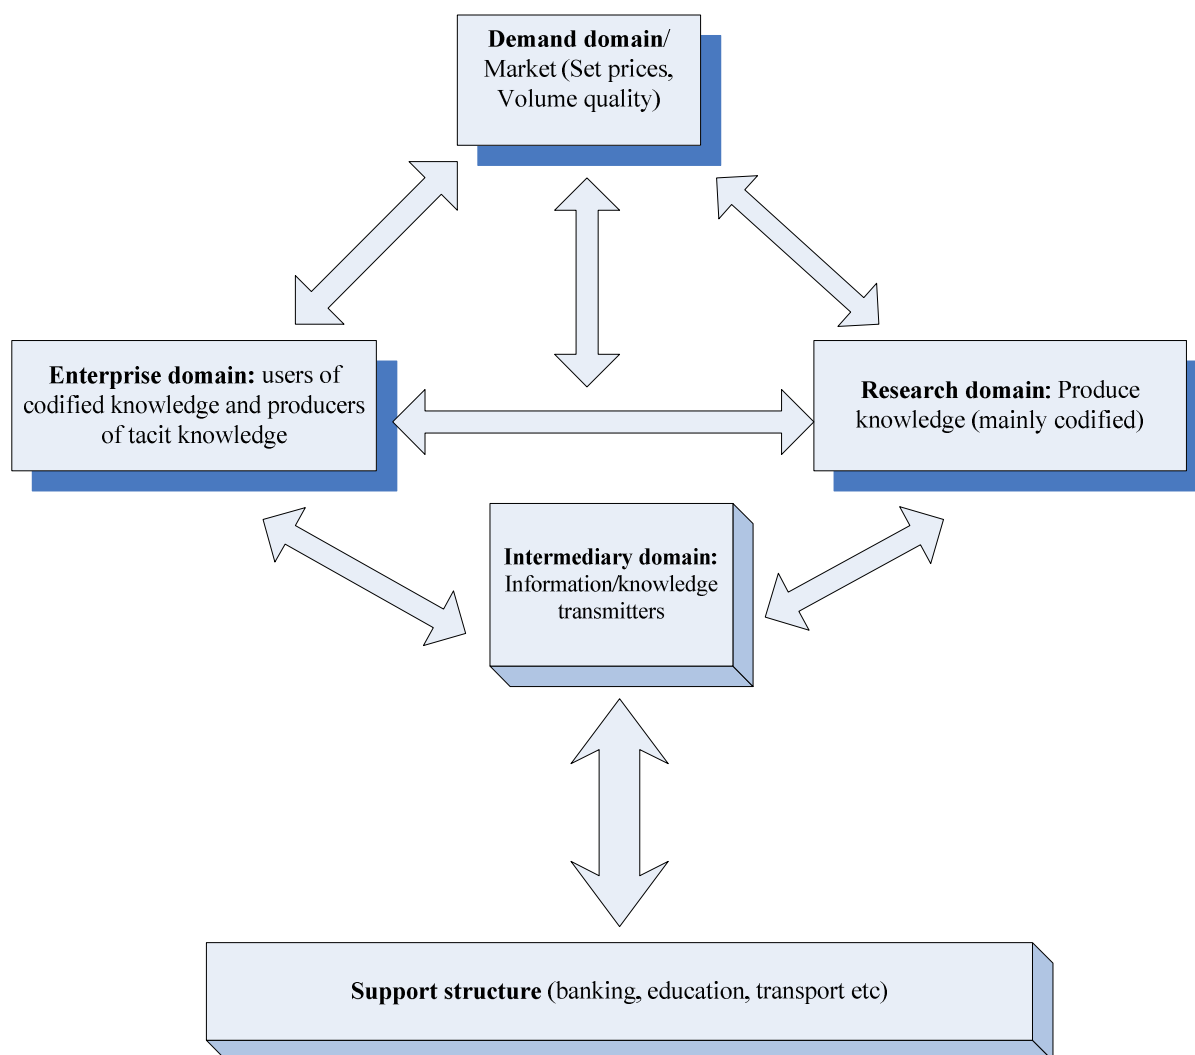 Demand domain/
Market (Set prices,
Volume quality)
Enterprise domain: users of
codified knowledge and producers
of tacit knowledge
Research domain: Produce
knowledge (mainly codified)
Intermediary domain:
Information/knowledge
transmitters
Support structure (banking, education, transport etc)